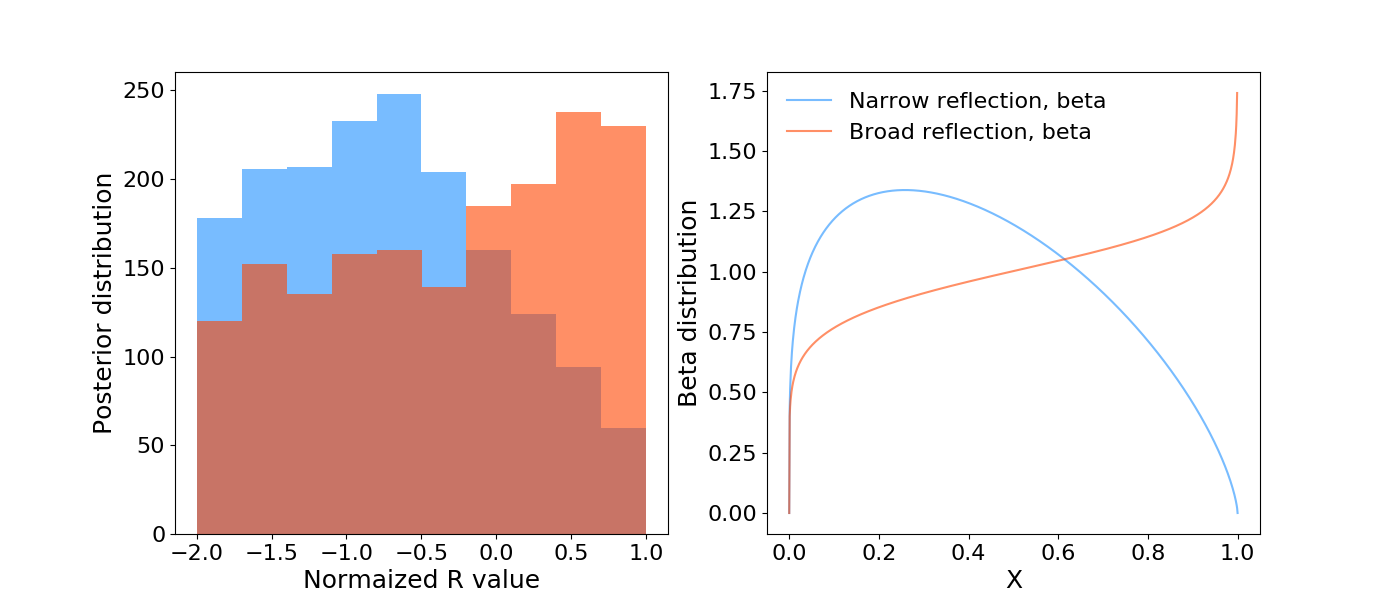 250
200
150
100
50
0
−2.0 −1.5 −1.0 −0.5 0.0 0.5 1.0
Normaized R value
Posterior distribution
Narrow reflection, beta
Broad reflection, beta
1.75
1.50
1.25
1.00
0.75
0.50
0.25
0.00
0.0 0.2 0.4 0.6 0.8 1.0
X
Beta distribution